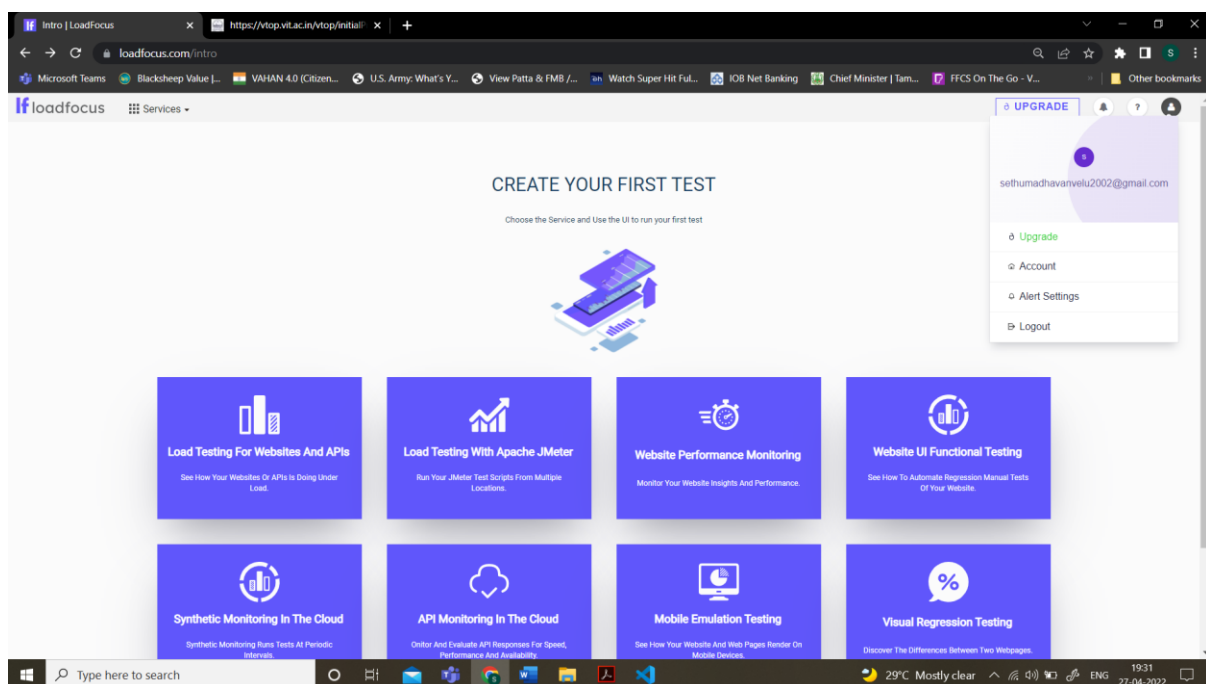 Intro | LoadFocus
https://vtop.vit.ac.in/vtop/initialP
loadfocus.com/intro
Microsoft Teams
Blacksheep Value |...
VAHAN 4.0 (Citizen...
U.S. Army: What's Y...
View Patta & FMB /...
Watch Super Hit Ful...
IOB Net Banking
Chief Minister | Tam...
FFCS On The Go - V...
»
Other bookmarks
lf loadfocus
Services
UPGRADE
?
S
sethumadhavanvelu2002@gmail.com
Upgrade
Account
Alert Settings
Logout
CREATE YOUR FIRST TEST
Choose the Service and Use the UI to run your first test
Load Testing For Websites And APIs
See How Your Websites Or APIs Is Doing Under
Load.
Load Testing With Apache JMeter
Run Your JMeter Test Scripts From Multiple
Locations.
Website Performance Monitoring
Monitor Your Website Insights And Performance.
Website UI Functional
Testing
See How To Automate Regression Manual Tests
Of Your Website.
Synthetic Monitoring In The Cloud
Synthetic Monitoring Runs Tests At Periodic
Intervals.
API Monitoring In The Cloud
Onitor And Evaluate API Responses For Speed,
Performance And Availability.
Mobile Emulation Testing
See How Your Website And Web Pages Render On
Mobile Devices.
%
Visual Regression Testing
Discover The Differences Between Two Webpages.
Type here to search
29°C Mostly clear
ENG
19:31
27-04-2022